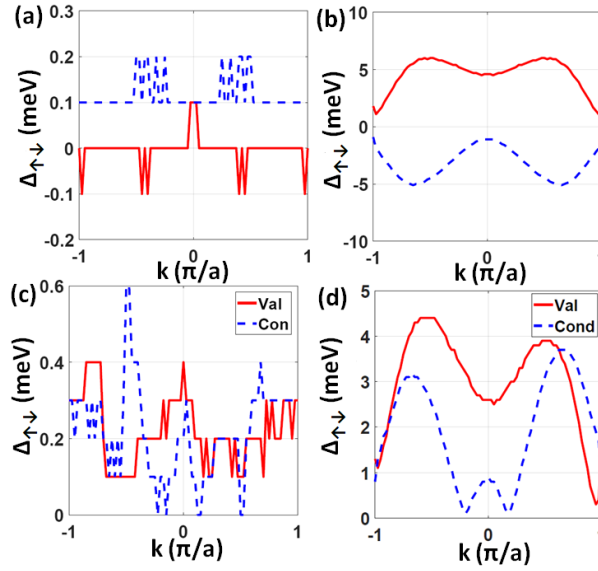 (a)
0.3
0.2
0.1
0
-0.1
-0.2
Δ↑↓ (meV)
-1 0 1
k (π/a)
(b)
10
5
0
-5
-10
Δ↑↓ (meV)
-1 0 1
k (π/a)
(c)
0.6
0.4
0.2
0
Δ↑↓ (meV)
Val
Con
-1 0 1
k (π/a)
(d)
5
4
3
2
1
0
Δ↑↓ (meV)
Val
Cond
-1 0 1
k (π/a)